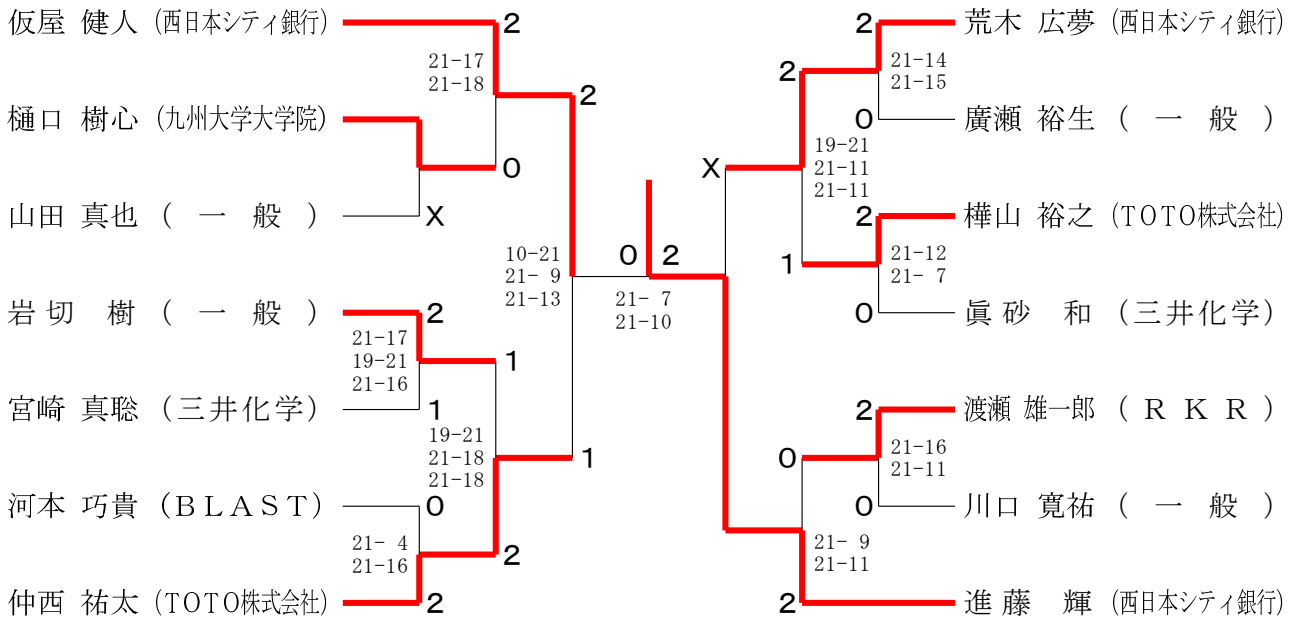 仮屋 健人 (西日本シティ銀行)
2
21-17
21-18
樋口 樹心 (九州大学大学院)
0
山田 真也 ( 一 般 )
X
2
10-21
21- 9
21-13
岩切 樹 ( 一 般 )
2
21-17
19-21
21-16
1
宮崎 真聡 (三井化学)
1
19-21
21-18
21-18
1
河本 巧貴 (BLAST)
0
21- 4
21-16
2
仲西 祐太 (TOTO株式会社)
2
0 2
21- 7
21-10
2 荒木 広夢 (西日本シティ銀行)
21-14
21-15
2
0 廣瀬 裕生 ( 一 般 )
19-21
21-11
21-11
X
2 樺山 裕之 (TOTO株式会社)
21-12
21- 7
1
0 眞砂 和 (三井化学)
2 渡瀬 雄一郎 (RKR)
21-16
21-11
0
0 川口 寛祐 ( 一 般 )
21- 9
21-11
2 進藤 輝 (西日本シティ銀行)